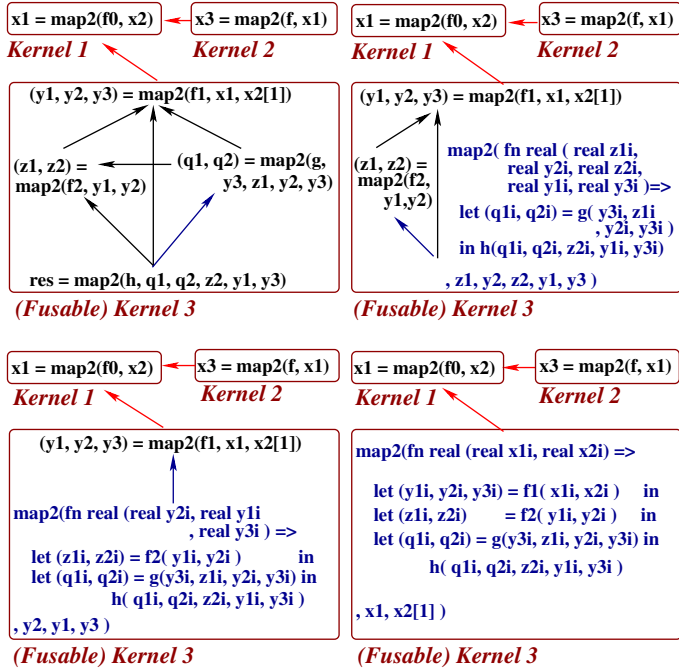 x1 = map2(f0, x2)
x3 = map2(f, x1)
Kernel 1
Kernel 2
(y1, y2, y3) = map2(f1, x1, x2[1])
(z1, z2) =
map2(f2, y1, y2)
(q1, q2) = map2(g,
y3, z1, y2, y3)
res = map2(h, q1, q2, z2, y1, y3)
(Fusable) Kernel 3
x1 = map2(f0, x2)
x3 = map2(f, x1)
Kernel 1
Kernel 2
(y1, y2, y3) = map2(f1, x1, x2[1])
(z1, z2) =
map2(f2,
y1,y2)
map2( fn real ( real z1i,
real y2i, real z2i,
real y1i, real y3i )=>
let (q1i, q2i) = g( y3i, z1i
, y2i, y3i )
in h(q1i, q2i, z2i, y1i, y3i)
, z1, y2, z2, y1, y3 )
(Fusable) Kernel 3
x1 = map2(f0, x2)
x3 = map2(f, x1)
Kernel 1
Kernel 2
(y1, y2, y3) = map2(f1, x1, x2[1])
map2(fn real (real y2i, real y1i
, real y3i ) =>
let (z1i, z2i) = f2( y1i, y2i ) in
let (q1i, q2i) = g(y3i, z1i, y2i, y3i) in
h( q1i, q2i, z2i, y1i, y3i )
, y2, y1, y3 )
(Fusable) Kernel 3
x1 = map2(f0, x2)
x3 = map2(f, x1)
Kernel 1
Kernel 2
map2(fn real (real x1i, real x2i) =>
let (y1i, y2i, y3i) = f1( x1i, x2i ) in
let (z1i, z2i) = f2( y1i, y2i ) in
let (q1i, q2i) = g(y3i, z1i, y2i, y3i) in
h( q1i, q2i, z2i, y1i, y3i )
, x1, x2[1] )
(Fusable) Kernel 3